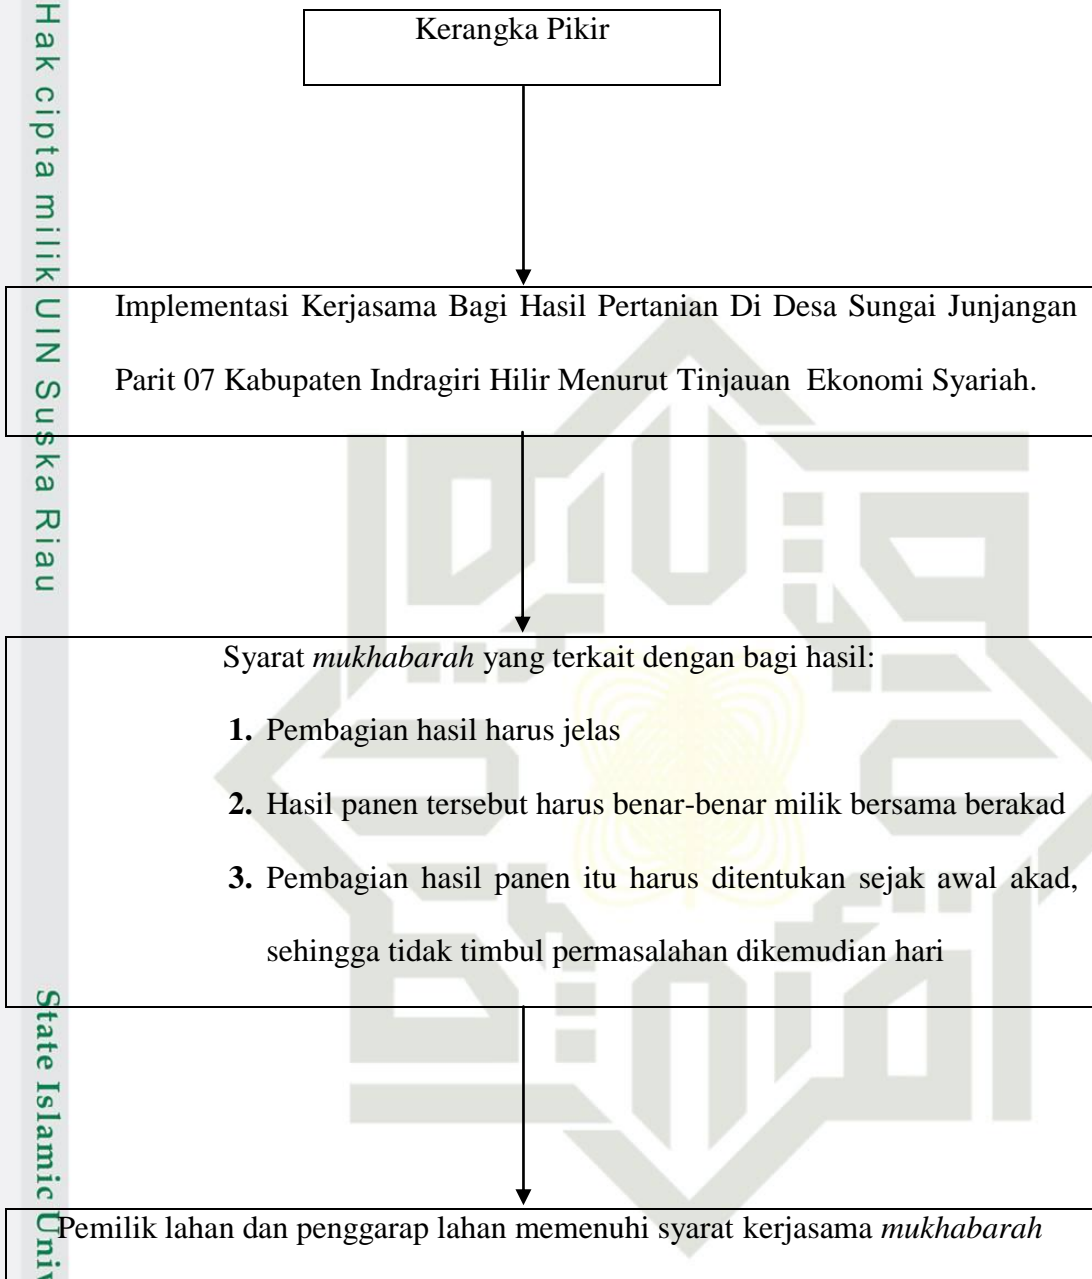 Hak cipta milik UIN Suska Riau
Kerangka Pikir
Implementasi Kerjasama Bagi Hasil Pertanian Di Desa Sungai Junjangan
Parit 07 Kabupaten Indragiri Hilir Menurut Tinjauan Ekonomi Syariah.
Syarat mukhabarah yang terkait dengan bagi hasil:
1. Pembagian hasil harus jelas
2. Hasil panen tersebut harus benar-benar milik bersama berakad
3. Pembagian hasil panen itu harus ditentukan sejak awal akad,
sehingga tidak timbul permasalahan dikemudian hari
State Islamic
Pemilik lahan dan penggarap lahan memenuhi syarat kerjasama mukhabarah